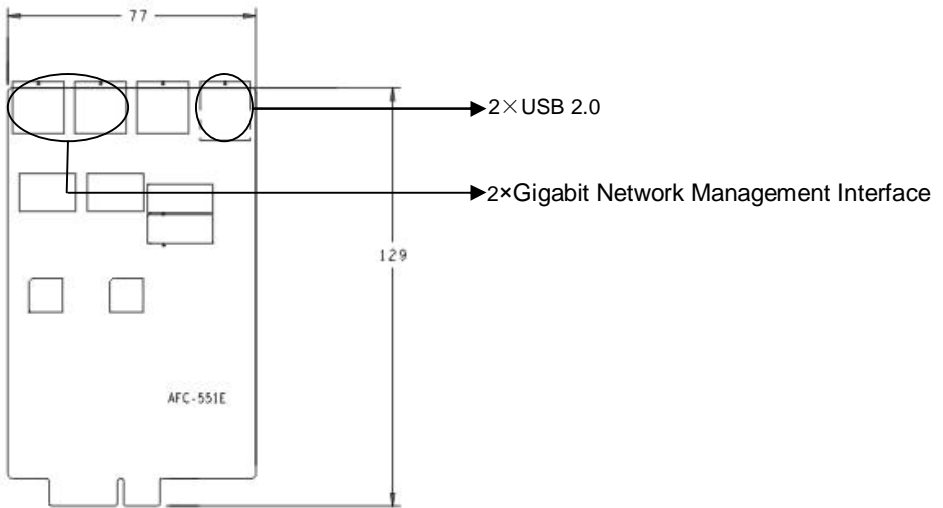 77
2×USB 2.0
2×Gigabit Network Management Interface
129
AFC-551E